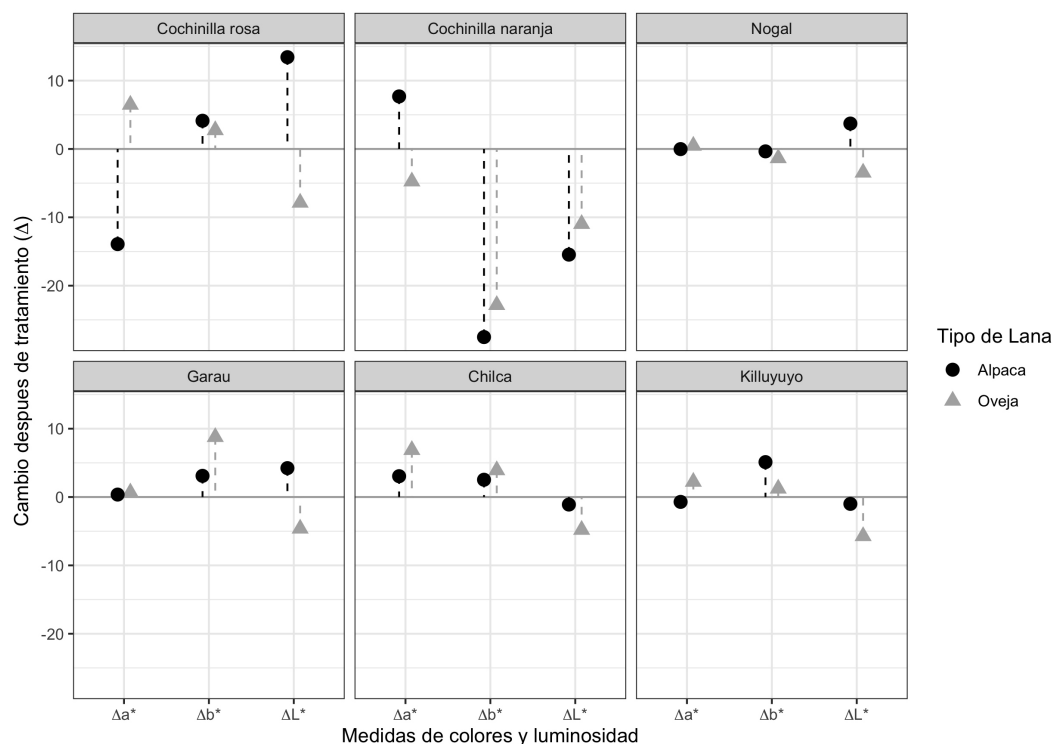 Cochinilla rosa
Cochinilla naranja
Nogal
10
0
-10
-20
Garau
Chilca
Killuyuyo
10
0
-10
-20
Δa* Δb* ΔL*
Δa* Δb* ΔL*
Δa* Δb* ΔL*
Medidas de colores y luminosidad
Cambio despues de tratamiento (Δ)
Tipo de Lana
Alpaca
Oveja